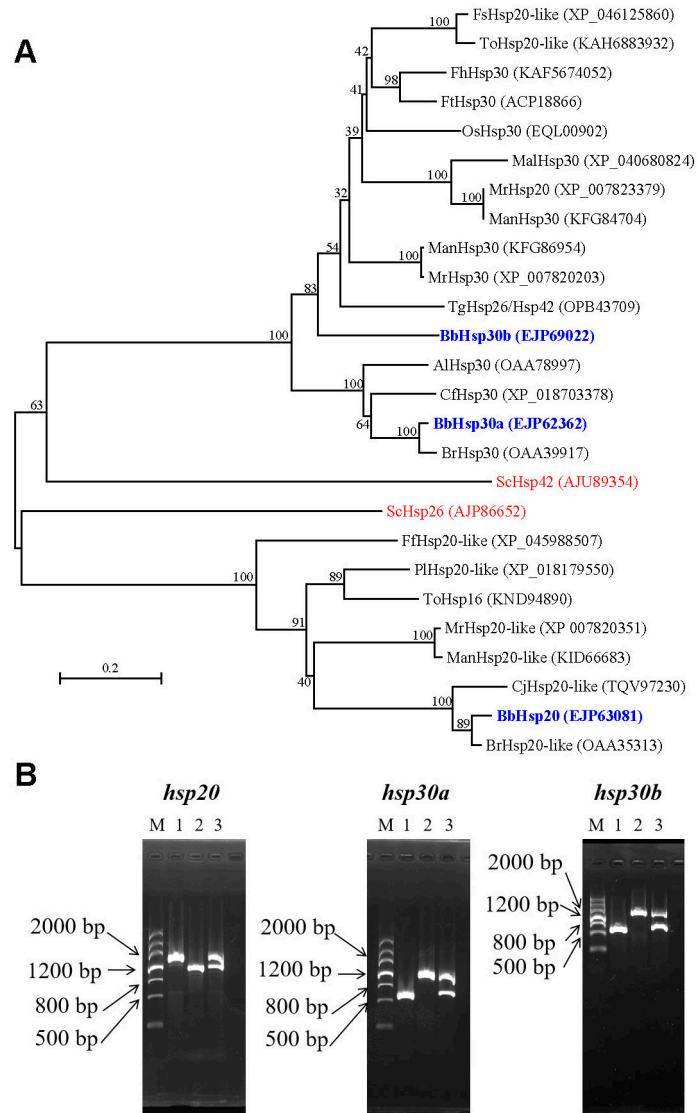 A
FsHsp20-like (XP_046125860)
ToHsp20-like (KAH6883932)
FhHsp30 (KAF5674052)
FtHsp30 (ACP18866)
OsHsp30 (EQL00902)
MalHsp30 (XP_040680824)
MrHsp20 (XP_007823379)
ManHsp30 (KFG84704)
ManHsp30 (KFG86954)
MrHsp30 (XP_007820203)
TgHsp26/Hsp42 (OPB43709)
BbHsp30b (EJP69022)
AlHsp30 (OAA78997)
CfHsp30 (XP_018703378)
BbHsp30a (EJP62362)
BrHsp30 (OAA39917)
ScHsp42 (AJU89354)
ScHsp26 (AJP86652)
FfHsp20-like (XP_045988507)
PlHsp20-like (XP_018179550)
ToHsp16 (KND94890)
MrHsp20-like (XP 007820351)
ManHsp20-like (KID66683)
CjHsp20-like (TQV97230)
BbHsp20 (EJP63081)
BrHsp20-like (OAA35313)
100
42
98
41
39
100
100
32
100
54
83
100
100
64
100
63
100
89
91
100
40
100
89
0.2
B
hsp20
M 1 2 3
2000 bp
1200 bp
800 bp
500 bp
hsp30a
M 1 2 3
2000 bp
1200 bp
800 bp
500 bp
hsp30b
M 1 2 3
2000 bp
1200 bp
800 bp
500 bp